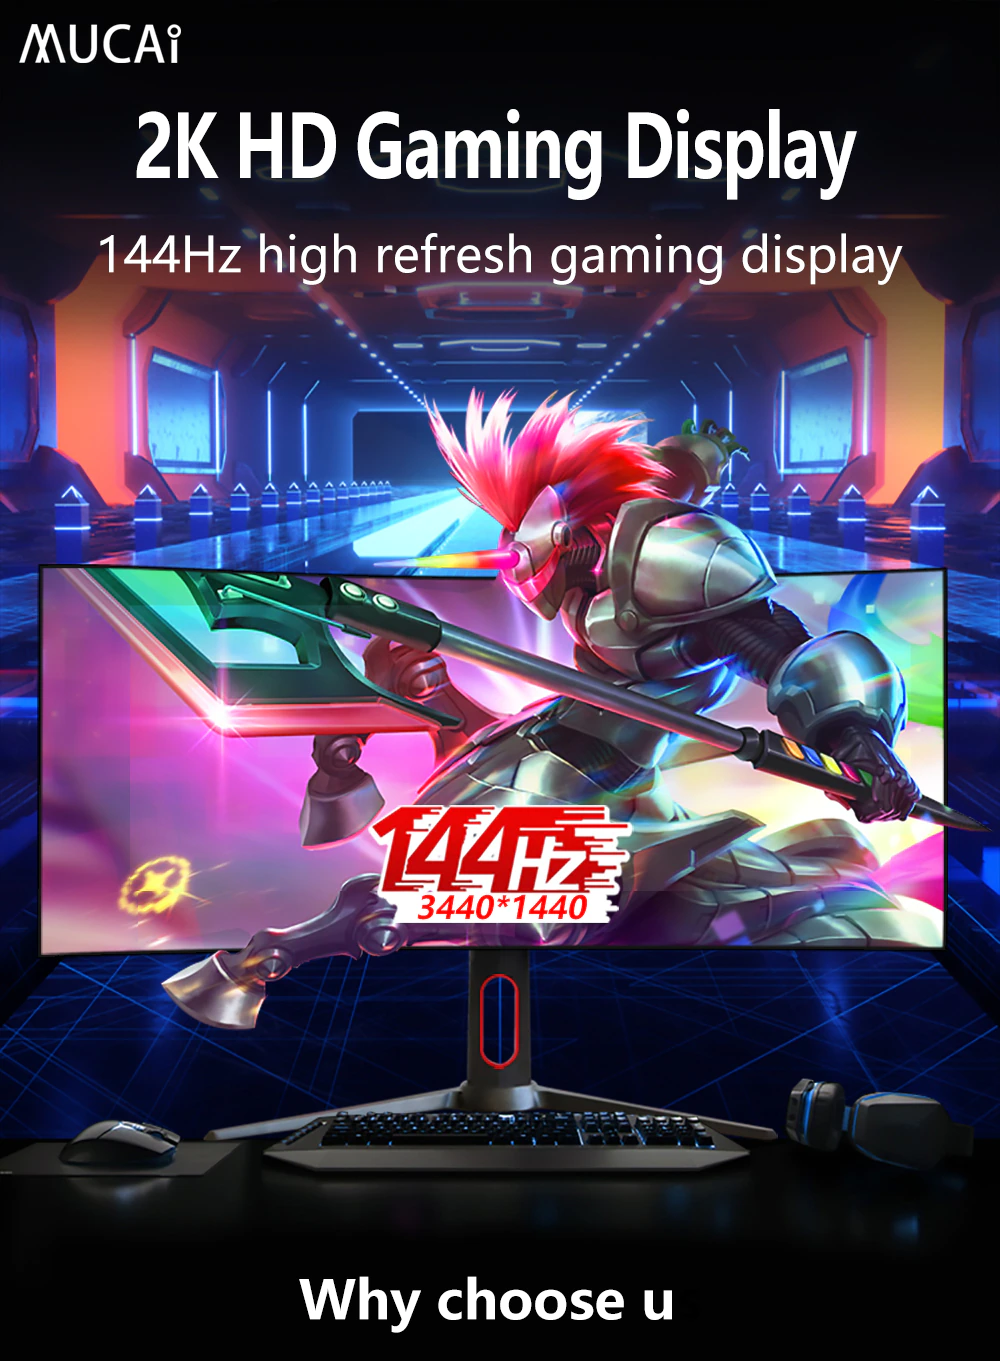 MUCAi
2K HD Gaming Display
144Hz high refresh gaming display
144Hz
3440*1440
Why choose u